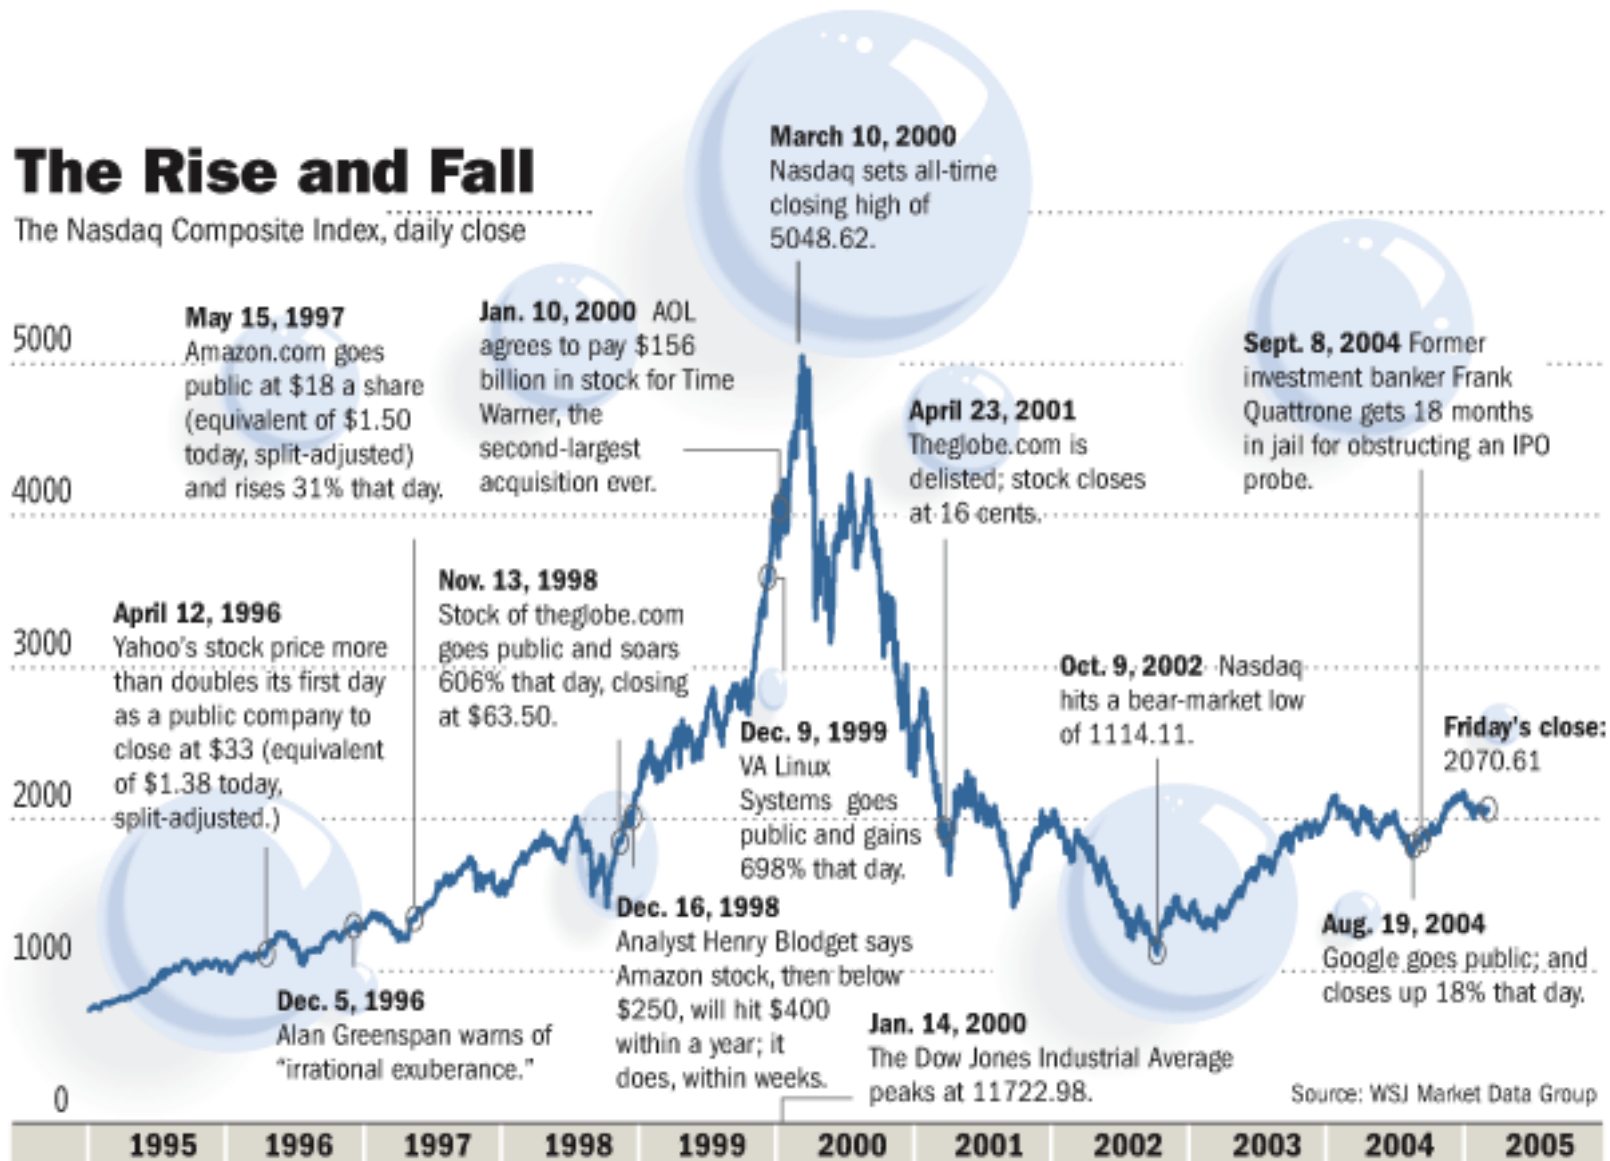 The Rise and Fall
The Nasdaq Composite Index, daily close
March 10, 2000
Nasdaq sets all-time
closing high of
5048.62.
May 15, 1997
Amazon.com goes
public at $18 a share
(equivalent of $1.50
today, split-adjusted)
and rises 31% that day.
Jan. 10, 2000 AOL
agrees to pay $156
billion in stock for Time
Warner, the
second-largest
acquisition ever.
April 23, 2001
Theglobe.com is
delisted; stock closes
at 16 cents.
Sept. 8, 2004 Former
investment banker Frank
Quattrone gets 18 months
in jail for obstructing an IPO
probe.
April 12, 1996
Yahoo's stock price more
than doubles its first day
as a public company to
close at $33 (equivalent
of $1.38 today,
split-adjusted.)
Nov. 13, 1998
Stock of theglobe.com
goes public and soars
606% that day, closing
at $63.50.
Dec. 9, 1999
VA Linux
Systems goes
public and gains
698% that day.
Oct. 9, 2002 Nasdaq
hits a bear-market low
of 1114.11.
Friday's close:
2070.61
Dec. 5, 1996
Alan Greenspan warns of
"irrational exuberance."
Dec. 16, 1998
Analyst Henry Blodget says
Amazon stock, then below
$250, will hit $400
within a year; it
does, within weeks.
Jan. 14, 2000
The Dow Jones Industrial Average
peaks at 11722.98.
Aug. 19, 2004
Google goes public; and
closes up 18% that day.
Source: WSJ Market Data Group
5000
4000
3000
2000
1000
0
1995 1996 1997 1998 1999 2000 2001 2002 2003 2004 2005